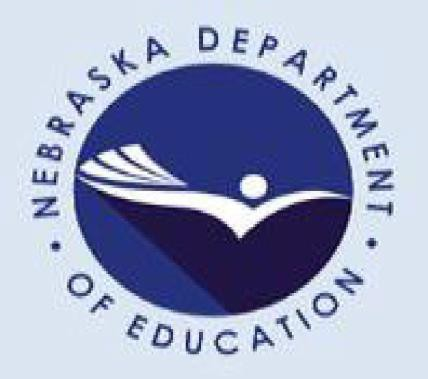 NEBRASKA DEPARTMENT
OF EDUCATION